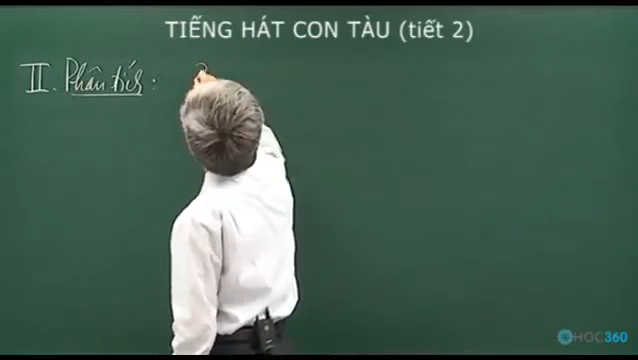 TIẾNG HÁT CON TÀU (tiết 2)
II. Phân tích :
HOC360